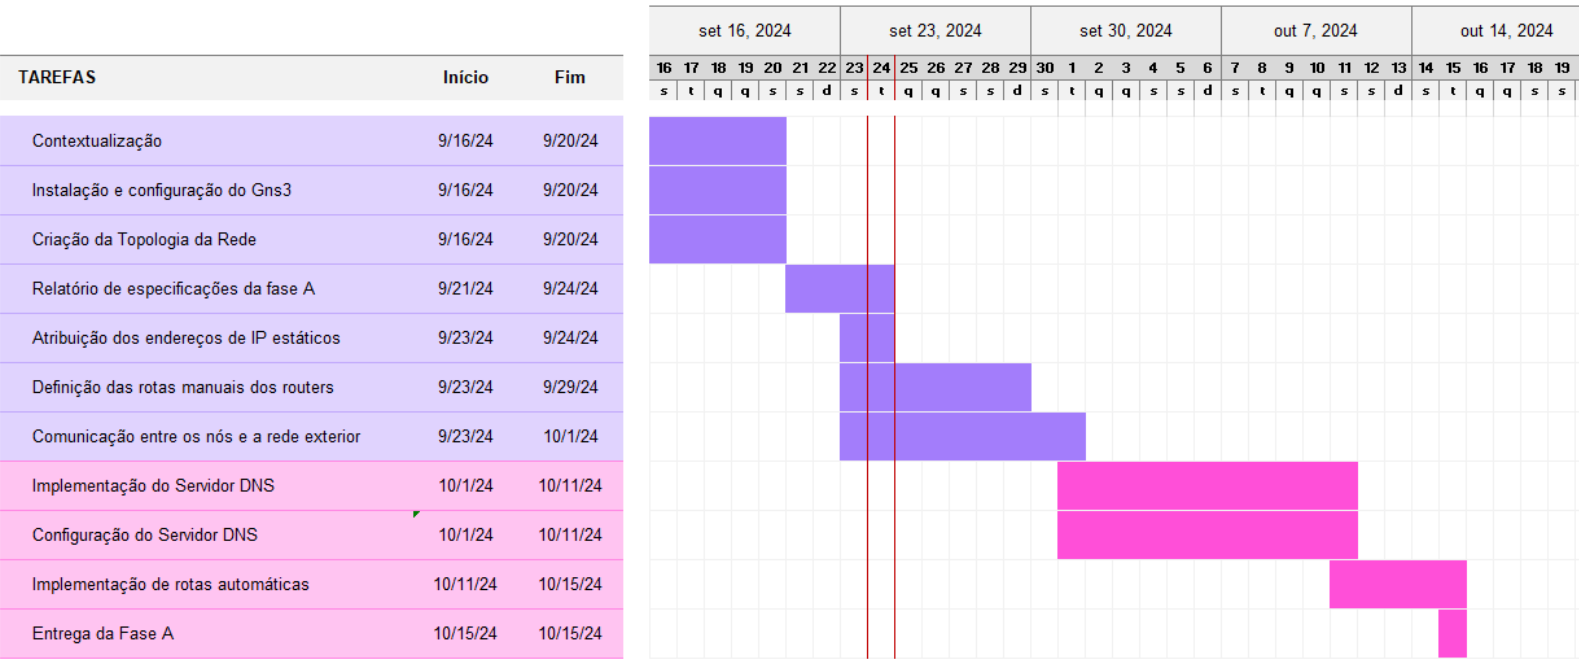 set 16, 2024 set 23, 2024 set 30, 2024 out 7, 2024 out 14, 2024
TAREFAS Início Fim 16 17 18 19 20 21 22 23 24 25 26 27 28 29 30 1 2 3 4 5 6 7 8 9 10 11 12 13 14 15 16 17 18 19
s t q q s s d s t q q s s d s t q q s s d s t q q s s d s t q q s s
Contextualização 9/16/24 9/20/24
Instalação e configuração do Gns3 9/16/24 9/20/24
Criação da Topologia da Rede 9/16/24 9/20/24
Relatório de especificações da fase A 9/21/24 9/24/24
Atribuição dos endereços de IP estáticos 9/23/24 9/24/24
Definição das rotas manuais dos routers 9/23/24 9/29/24
Comunicação entre os nós e a rede exterior 9/23/24 10/1/24
Implementação do Servidor DNS 10/1/24 10/11/24
Configuração do Servidor DNS 10/1/24 10/11/24
Implementação de rotas automáticas 10/11/24 10/15/24
Entrega da Fase A 10/15/24 10/15/24